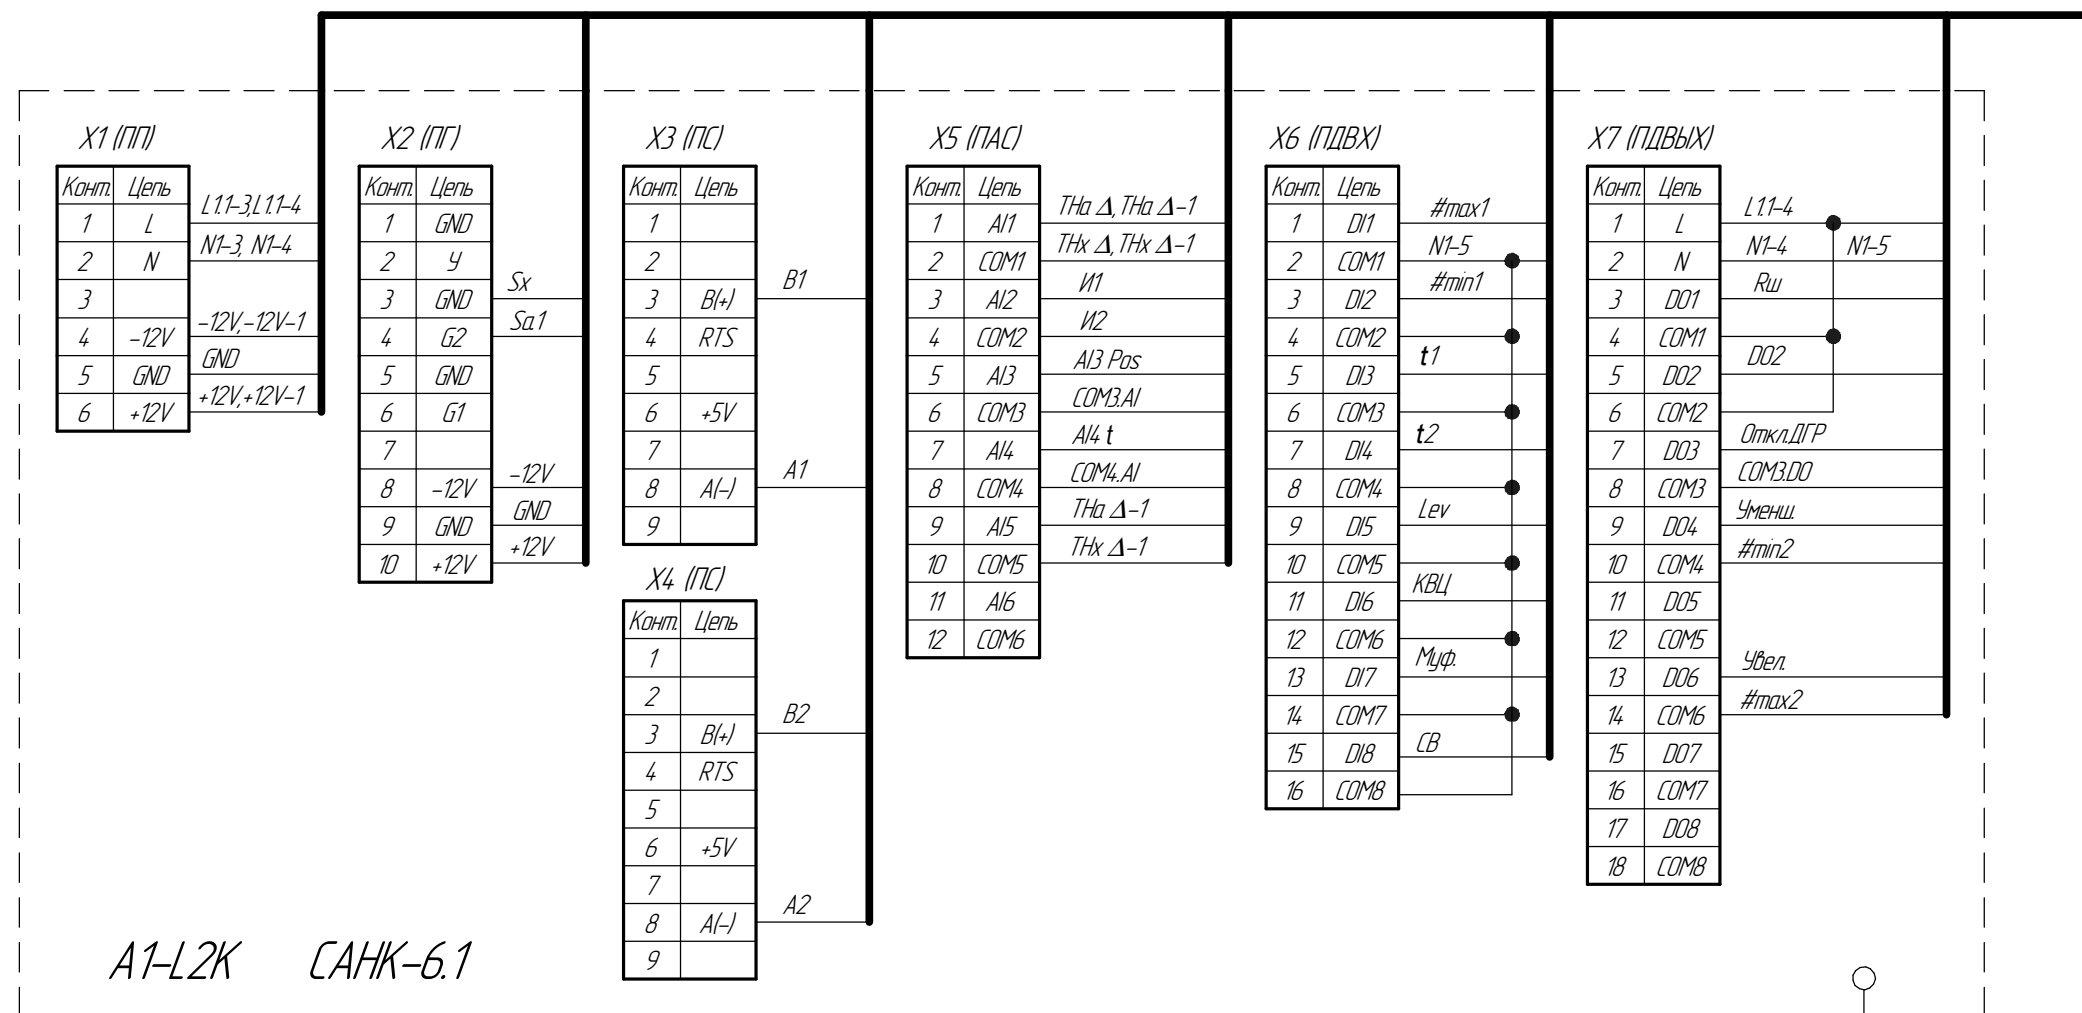 X1 (ПП)
Конт. Цепь
1 L L1.1-3,L1.1-4
2 N N1-3, N1-4
3
4 -12V -12V,-12V-1
5 GND GND
6 +12V +12V,+12V-1
X2 (ПГ)
Конт. Цепь
1 GND
2 У
3 GND Sx
4 G2 Sa1
5 GND
6 G1
7
8 -12V -12V
9 GND GND
10 +12V +12V
X3 (ПС)
Конт. Цепь
1
2
3 B(+) B1
4 RTS
5
6 +5V
7
8 A(-) A1
9
X4 (ПС)
Конт. Цепь
1
2
3 B(+) B2
4 RTS
5
6 +5V
7
8 A(-) A2
9
X5 (ПАС)
Конт. Цепь
1 AI1 ТНа Δ,ТНа Δ-1
2 COM1 ТНх Δ,ТНх Δ-1
3 AI2 И1
4 COM2 И2
5 AI3 AI3 Pos
6 COM3 COM3.AI
7 AI4 AI4 t
8 COM4 COM4.AI
9 AI5 ТНа Δ-1
10 COM5 ТНх Δ-1
11 AI6
12 COM6
X6 (ПДВХ)
Конт. Цепь
1 DI1 #max1
2 COM1 N1-5
3 DI2 #min1
4 COM2
5 DI3 t1
6 COM3
7 DI4 t2
8 COM4
9 DI5 Lev
10 COM5
11 DI6 КВЦ
12 COM6
13 DI7 Муф.
14 COM7
15 DI8 СВ
16 COM8
X7 (ПДВЫХ)
Конт. Цепь
1 L L1.1-4
2 N N1-4 N1-5
3 DO1 Rш
4 COM1
5 DO2 DO2
6 COM2
7 DO3 Откл.ДГР
8 COM3 COM3.DO
9 DO4 Уменш.
10 COM4 #min2
11 DO5
12 COM5
13 DO6 Увел.
14 COM6 #max2
15 DO7
16 COM7
17 DO8
18 COM8
A1-L2K САНК-6.1